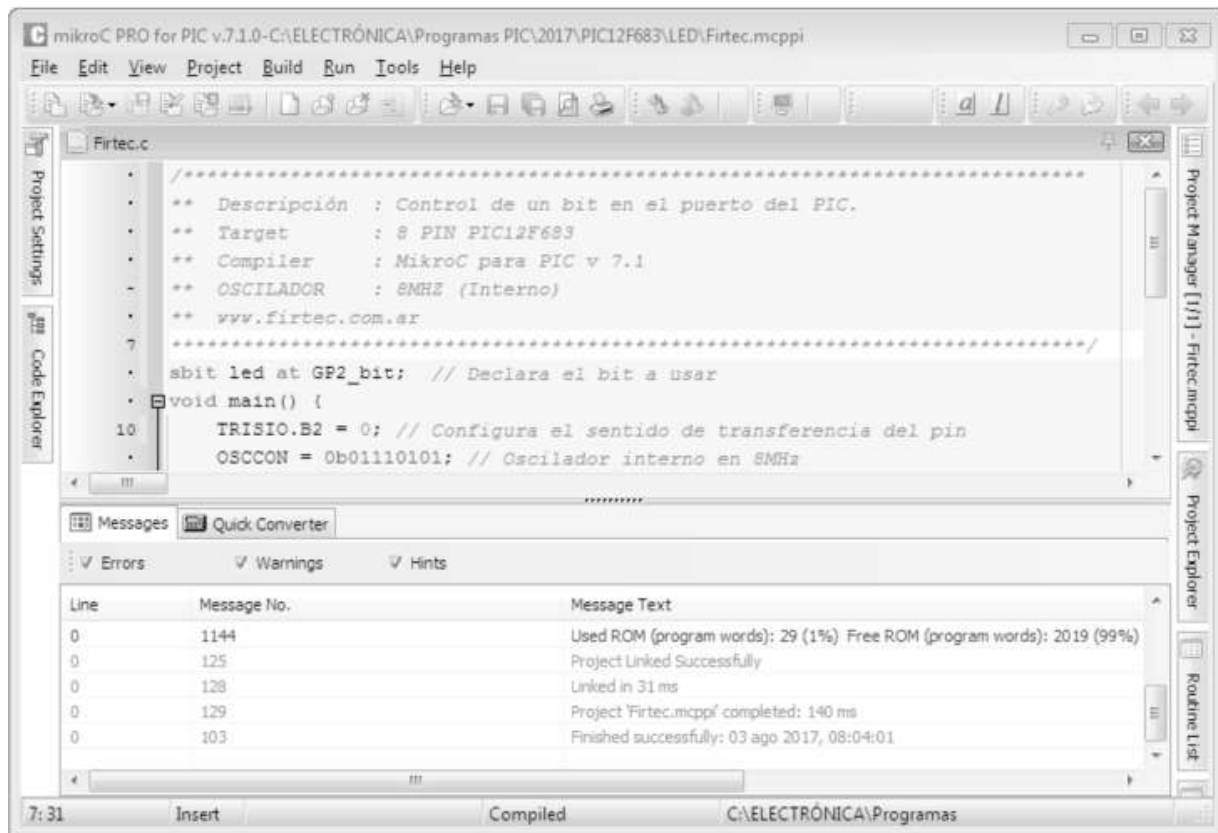 mikroC PRO for PIC v.7.1.0-C:\ELECTRÓNICA\Programas PIC\2017\PIC12F683\LED\Firtec.mcppi
File Edit View Project Build Run Tools Help
Firtec.c
Project Settings
Code Explorer
/******************************************************************************
** Descripción : Control de un bit en el puerto del PIC.
** Target : 8 PIN PIC12F683
** Compiler : MikroC para PIC v 7.1
** OSCILADOR : 8MHZ (Interno)
** www.firtec.com.ar
7 ******************************************************************************/
sbit led at GP2_bit; // Declara el bit a usar
void main() {
10 TRISIO.B2 = 0; // Configura el sentido de transferencia del pin
OSCCON = 0b01110101; // Oscilador interno en 8MHz
Project Manager [1/1] - Firtec.mcppi
Project Explorer
Routine List
Messages Quick Converter
Errors Warnings Hints
Line Message No. Message Text
0 1144 Used ROM (program words): 29 (1%) Free ROM (program words): 2019 (99%)
0 125 Project Linked Successfully
0 128 Linked in 31 ms
0 129 Project 'Firtec.mcppi' completed: 140 ms
0 103 Finished successfully: 03 ago 2017, 08:04:01
7: 31 Insert Compiled C:\ELECTRÓNICA\Programas